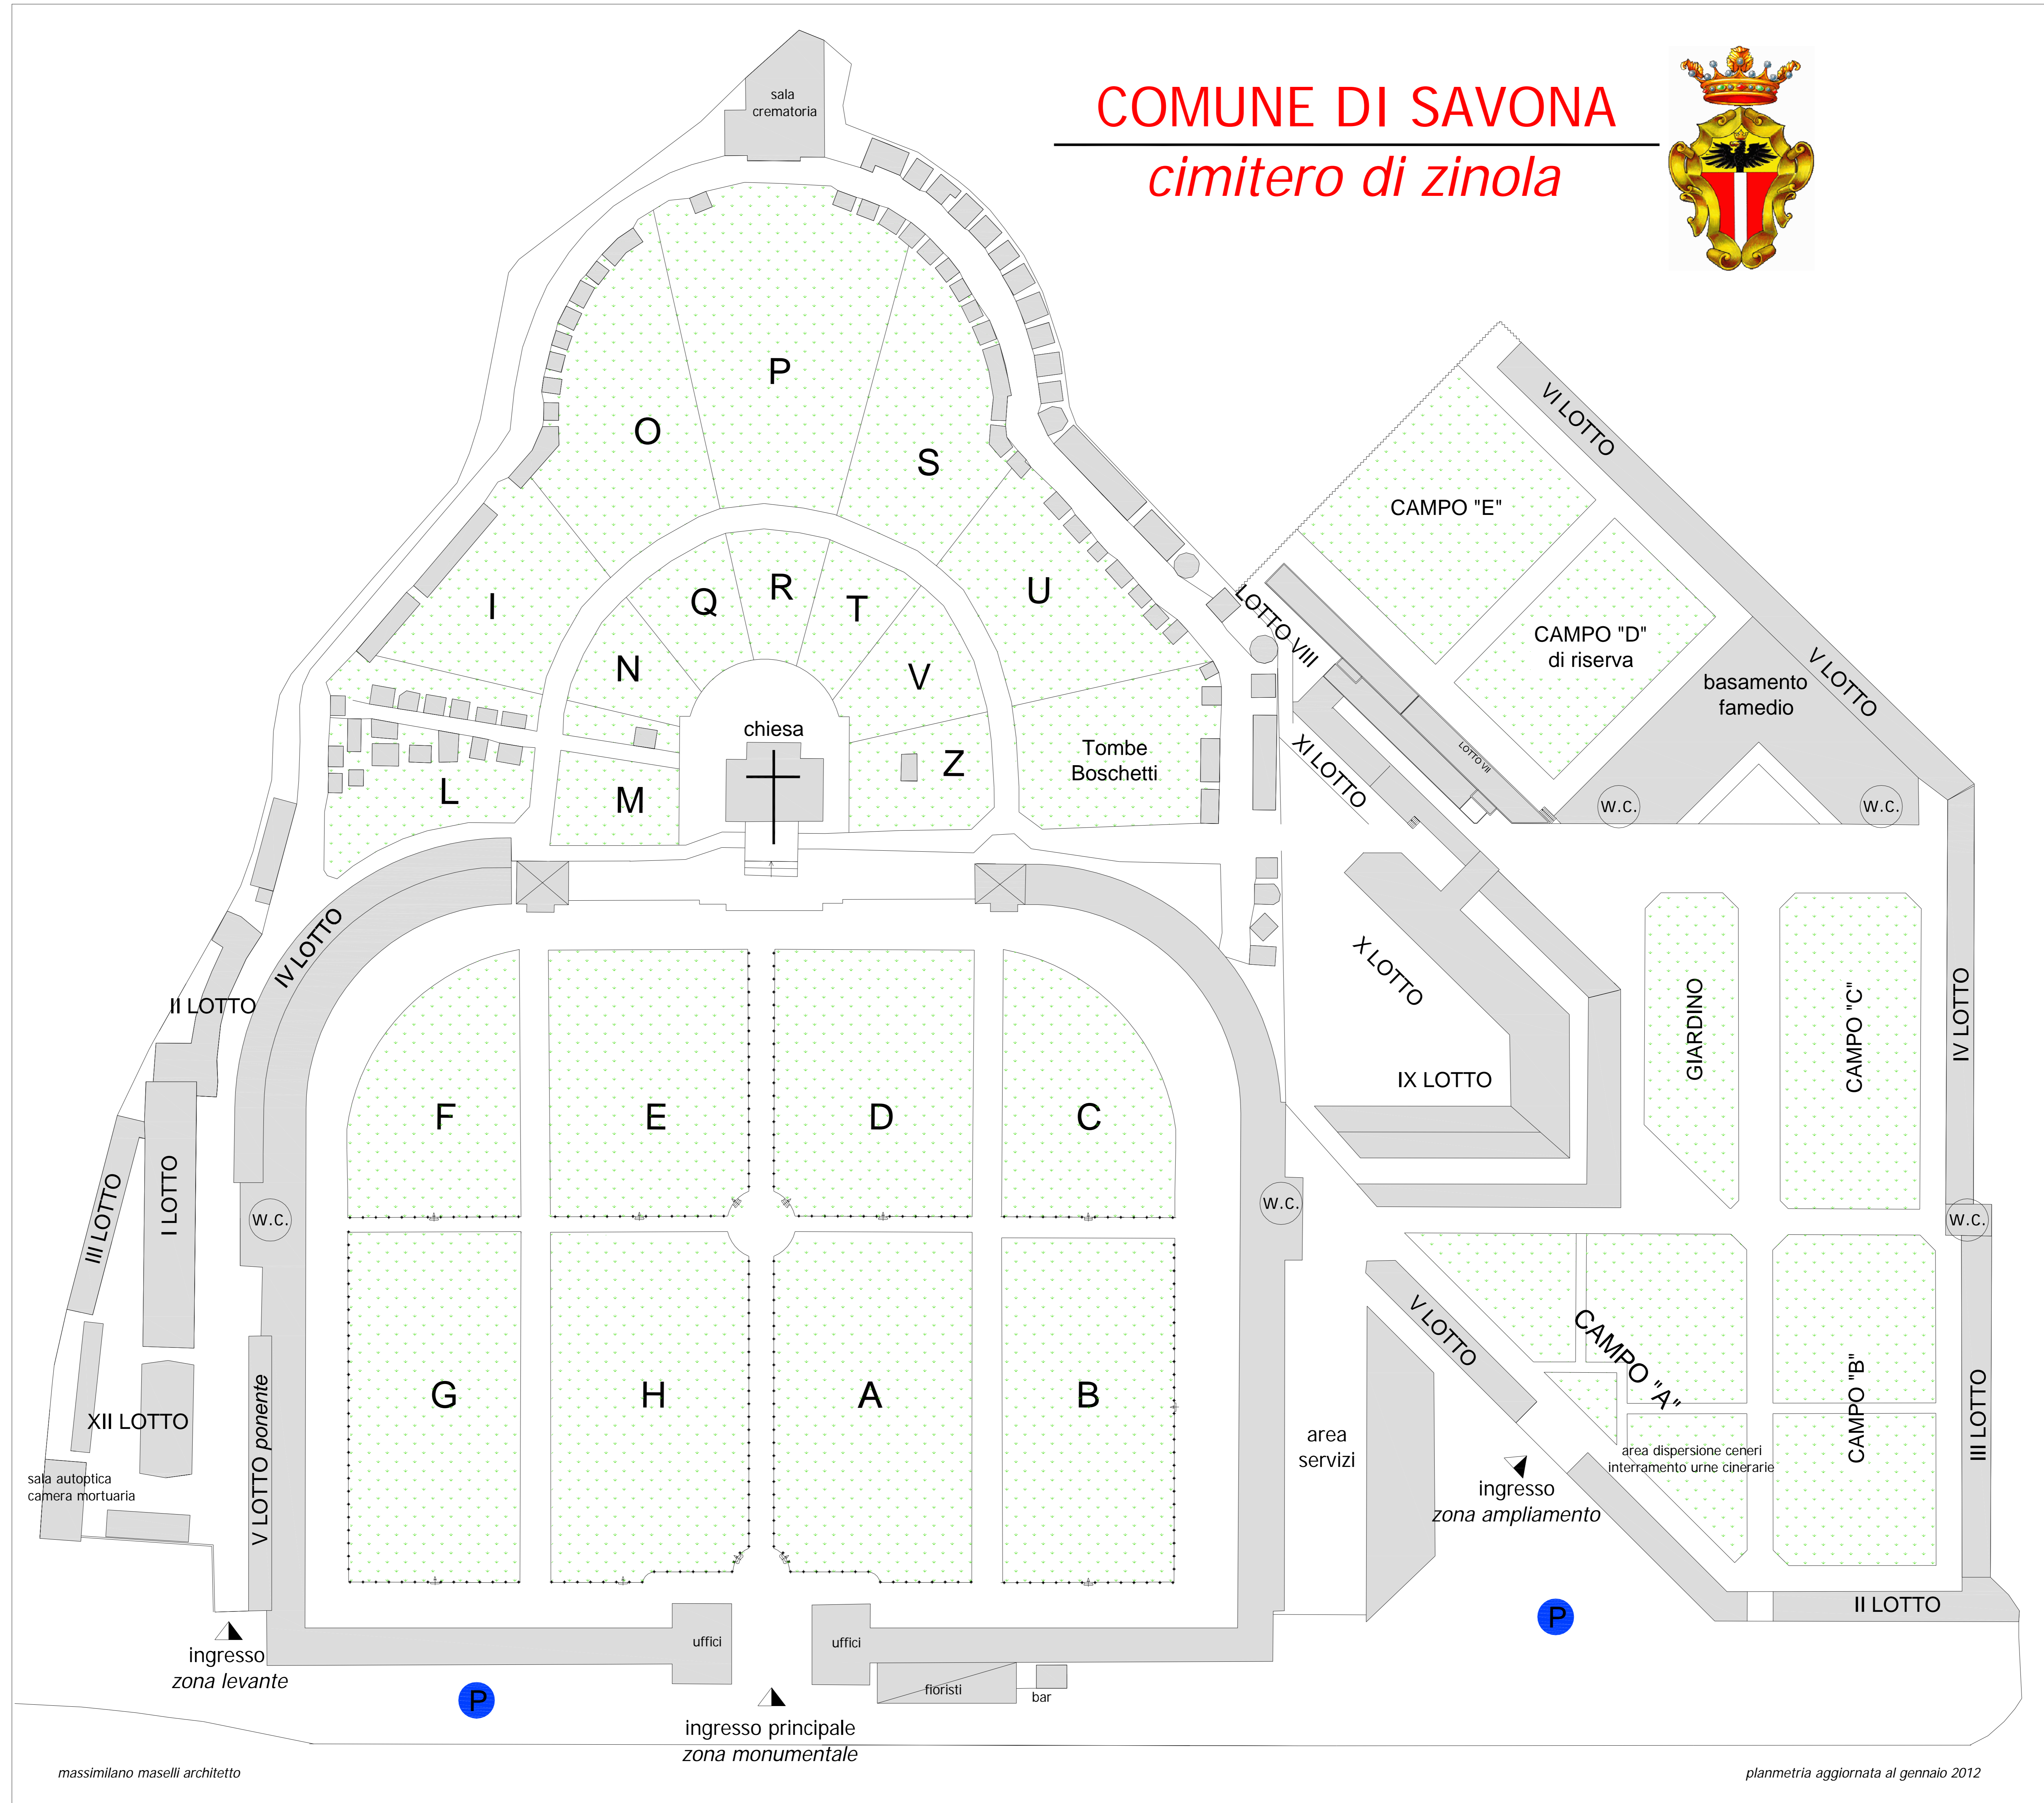 COMUNE DI SAVONA
cimitero di zinola
sala
crematoria
P
O
S
I
Q
R
T
U
N
V
chiesa
Z
L
M
Tombe
Boschetti
CAMPO "E"
VI LOTTO
CAMPO "D"
di riserva
basamento
famedio
V LOTTO
LOTTO VIII
LOTTO VII
XI LOTTO
w.c.
w.c.
X LOTTO
IX LOTTO
GIARDINO
CAMPO "C"
IV LOTTO
IV LOTTO
II LOTTO
F
E
D
C
III LOTTO
I LOTTO
w.c.
w.c.
w.c.
G
H
A
B
XII LOTTO
sala autoptica
camera mortuaria
V LOTTO ponente
area
servizi
V LOTTO
CAMPO "A"
CAMPO "B"
III LOTTO
area dispersione ceneri
interramento urne cinerarie
ingresso
zona ampliamento
II LOTTO
P
ingresso
zona levante
uffici
uffici
P
fioristi
bar
ingresso principale
zona monumentale
massimilano maselli architetto
planmetria aggiornata al gennaio 2012